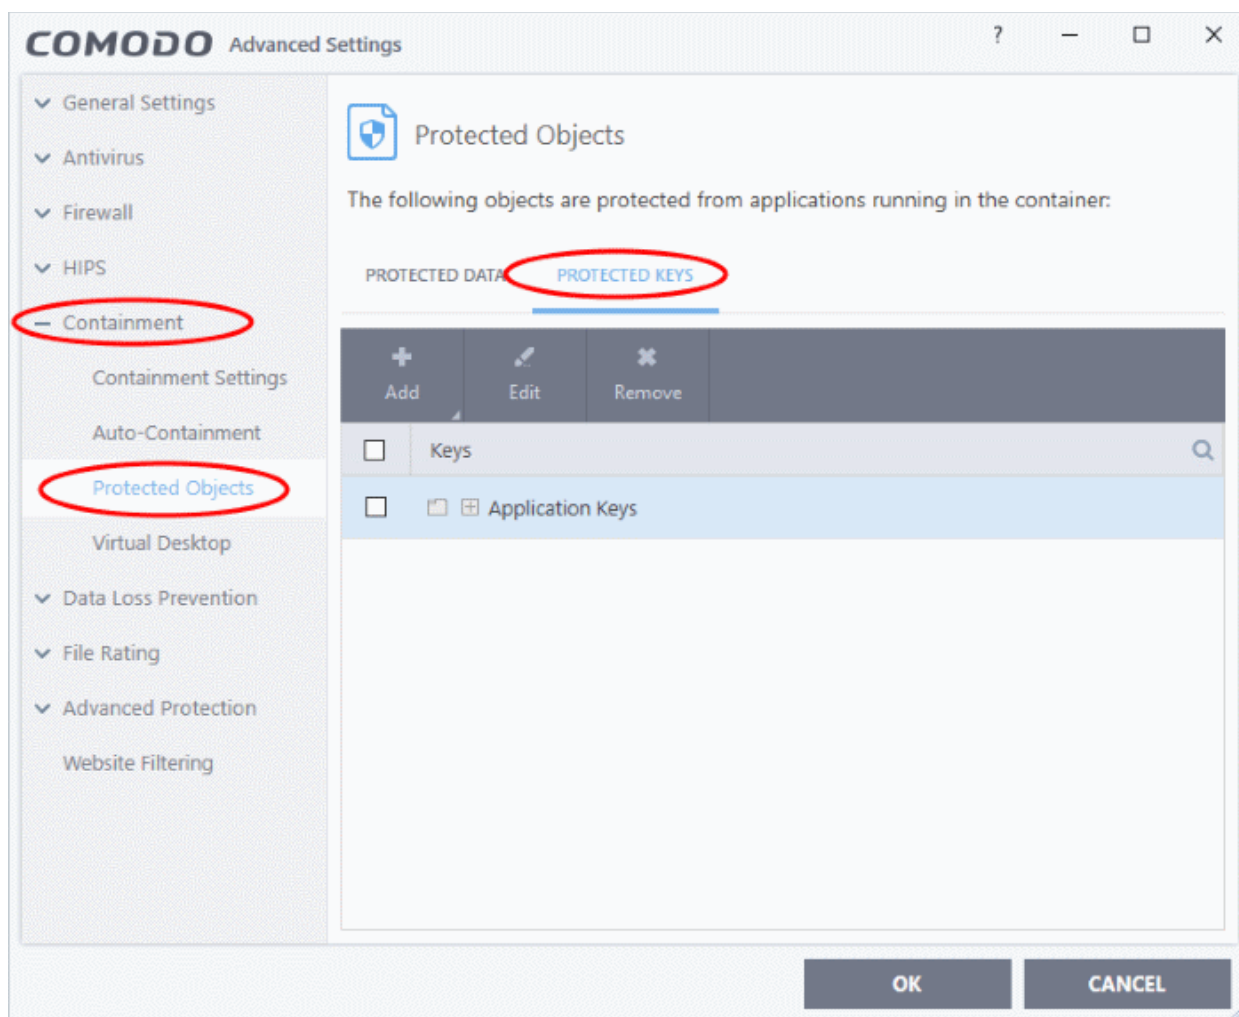 COMODO Advanced Settings ?
General Settings
Antivirus
Firewall
HIPS
Containment
Containment Settings
Auto-Containment
Protected Objects
Virtual Desktop
Data Loss Prevention
File Rating
Advanced Protection
Website Filtering
Protected Objects
The following objects are protected from applications running in the container:
PROTECTED DATA PROTECTED KEYS
Add Edit Remove
Keys
Application Keys
OK CANCEL